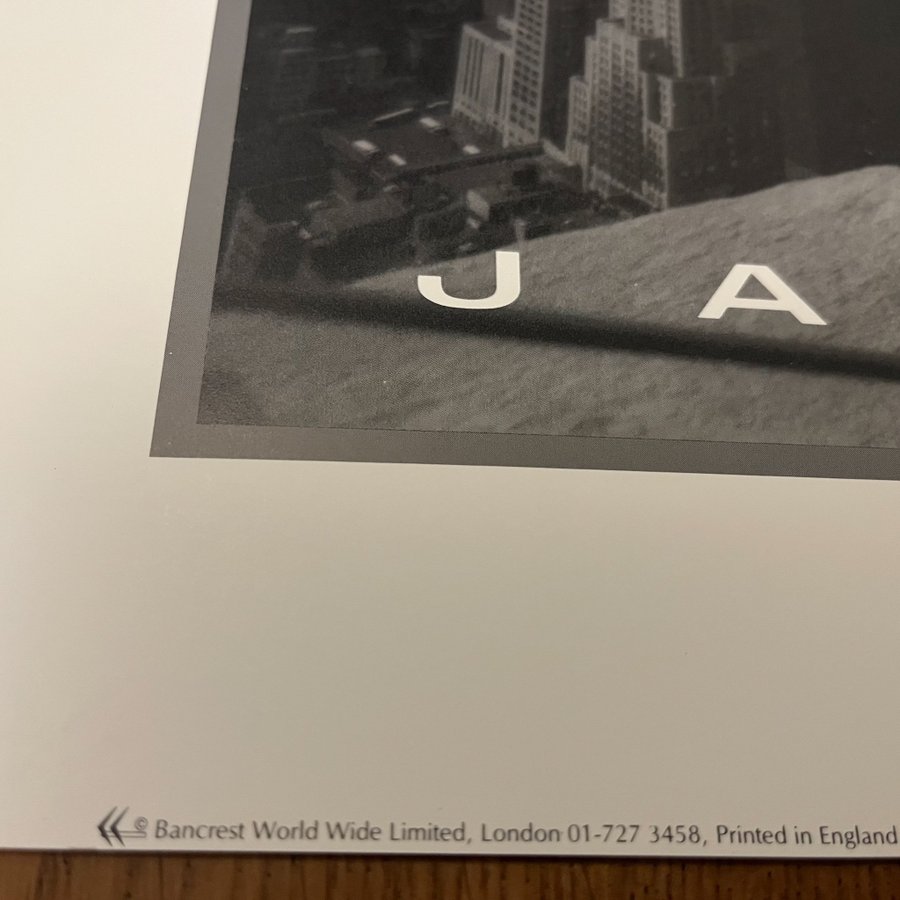 J A
© Bancrest World Wide Limited, London 01-727 3458, Printed in England